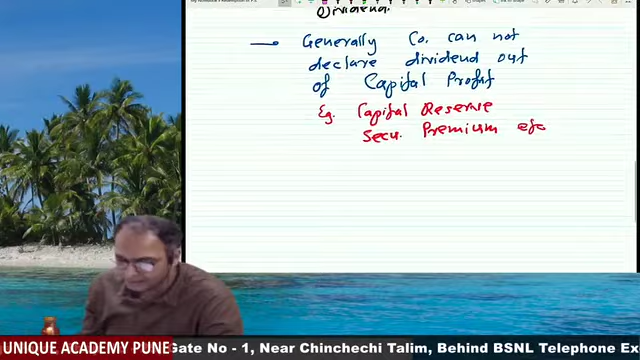 Dividend.
Generally Co. can not
declare dividend out
of Capital Profit
Eg. Capital Reserve
Secu. Premium etc
UNIQUE ACADEMY PUNE
Gate No - 1, Near Chinchechi Talim, Behind BSNL Telephone Ex